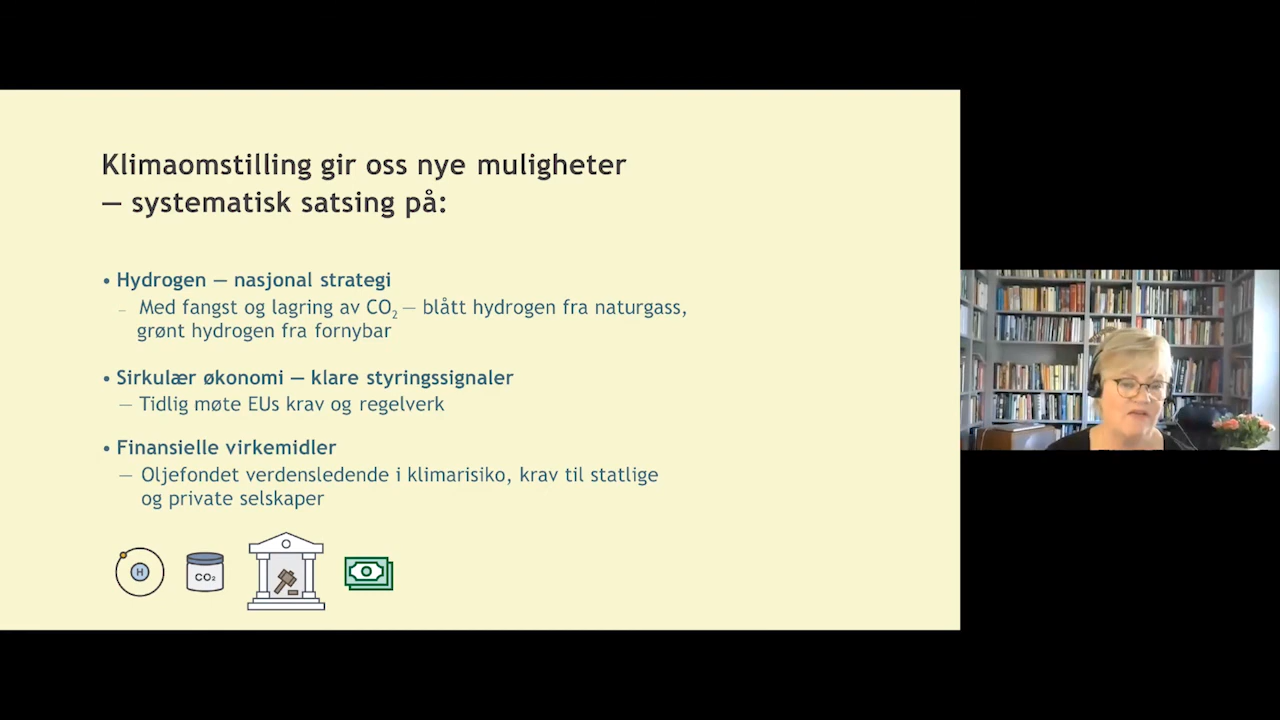 Klimaomstilling gir oss nye muligheter
— systematisk satsing på:
• Hydrogen — nasjonal strategi
– Med fangst og lagring av CO₂ — blått hydrogen fra naturgass,
grønt hydrogen fra fornybar
• Sirkulær økonomi — klare styringssignaler
— Tidlig møte EUs krav og regelverk
• Finansielle virkemidler
— Oljefondet verdensledende i klimarisiko, krav til statlige
og private selskaper
H
CO₂